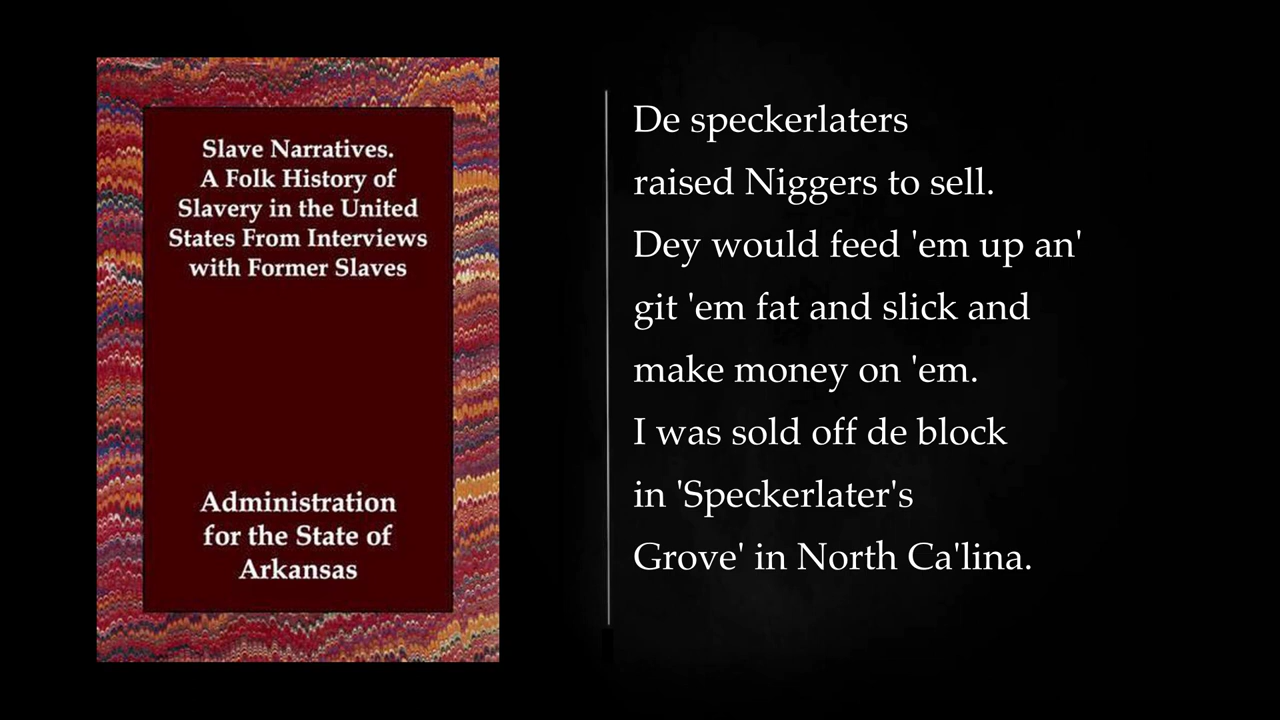 Slave Narratives.
A Folk History of
Slavery in the United
States From Interviews
with Former Slaves
Administration
for the State of
Arkansas
De speckerlaters
raised Niggers to sell.
Dey would feed 'em up an'
git 'em fat and slick and
make money on 'em.
I was sold off de block
in 'Speckerlater's
Grove' in North Ca'lina.